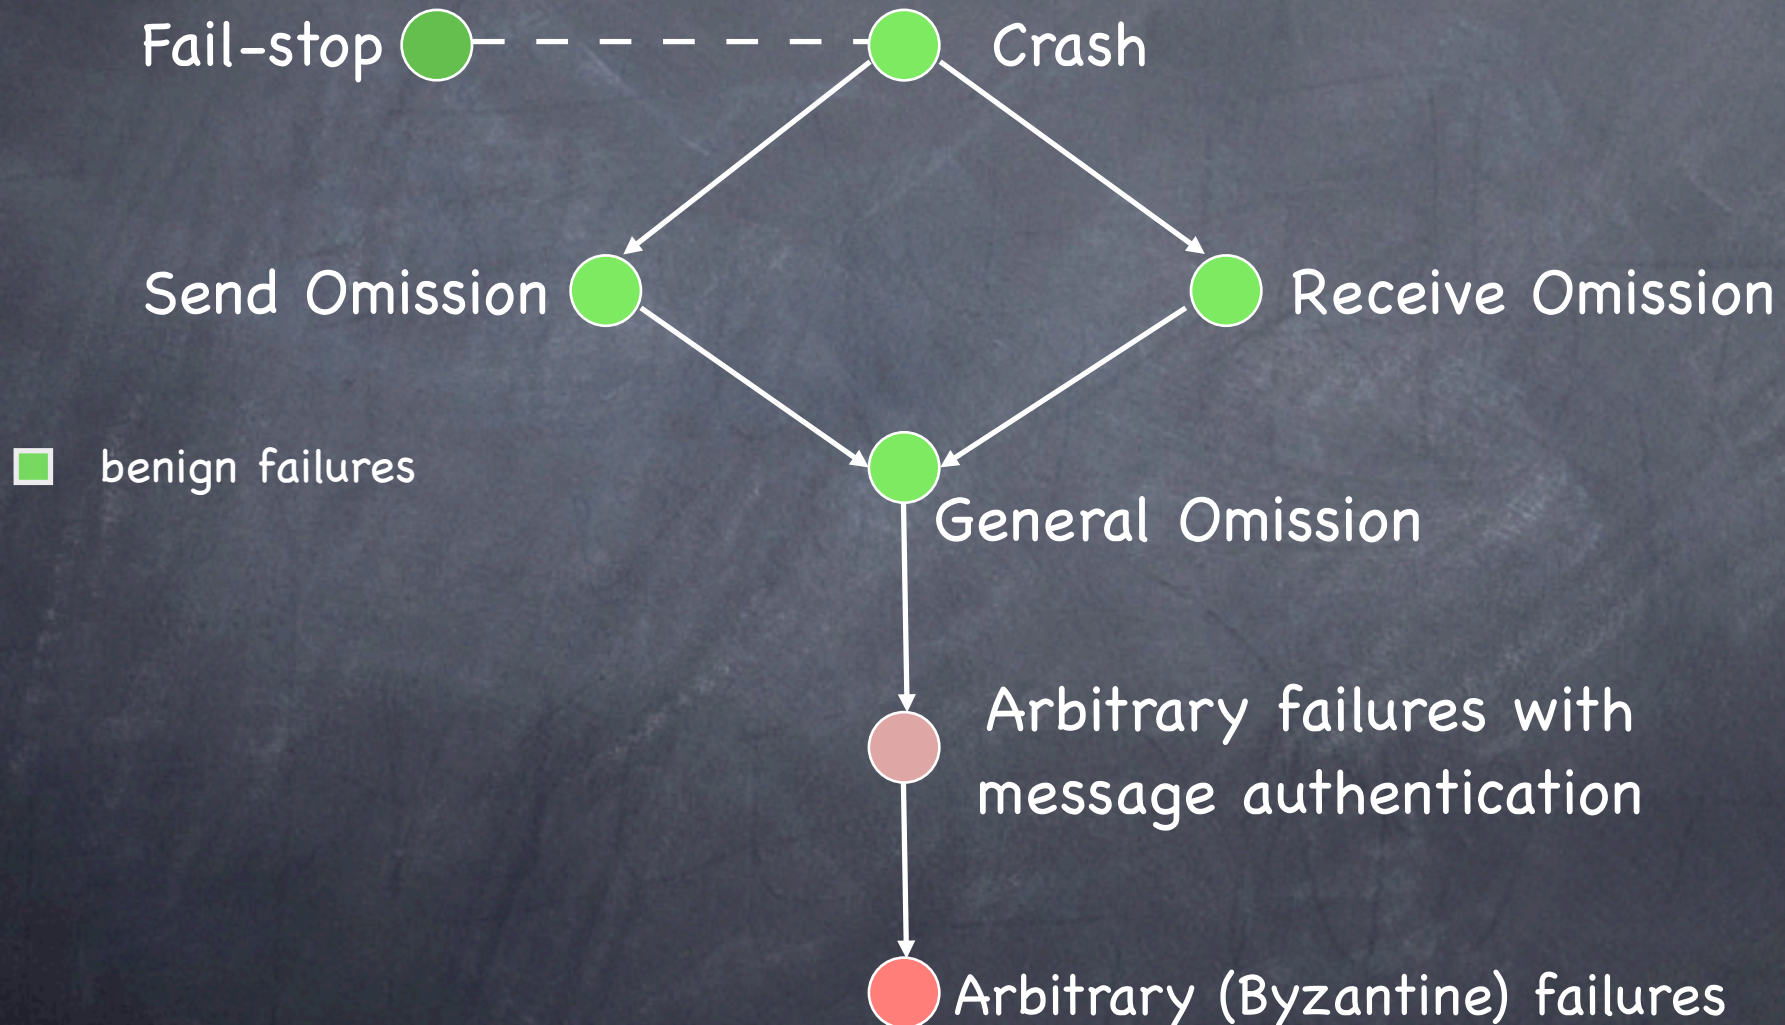 Fail-stop
Crash
Send Omission
Receive Omission
benign failures
General Omission
Arbitrary failures with
message authentication
Arbitrary (Byzantine) failures